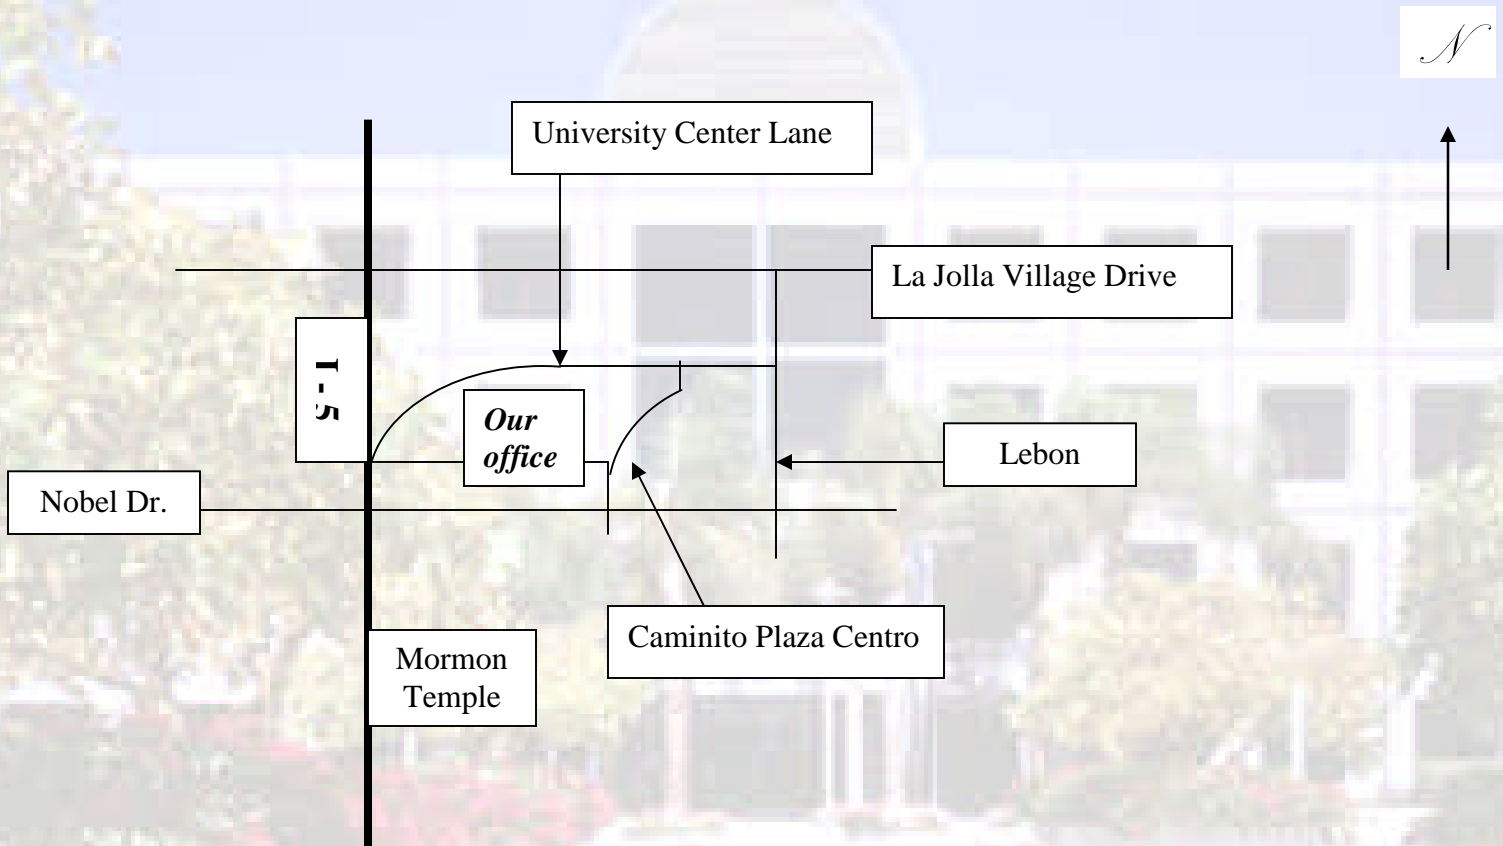 N
University Center Lane
La Jolla Village Drive
I - 5
Our
office
Lebon
Nobel Dr.
Caminito Plaza Centro
Mormon
Temple